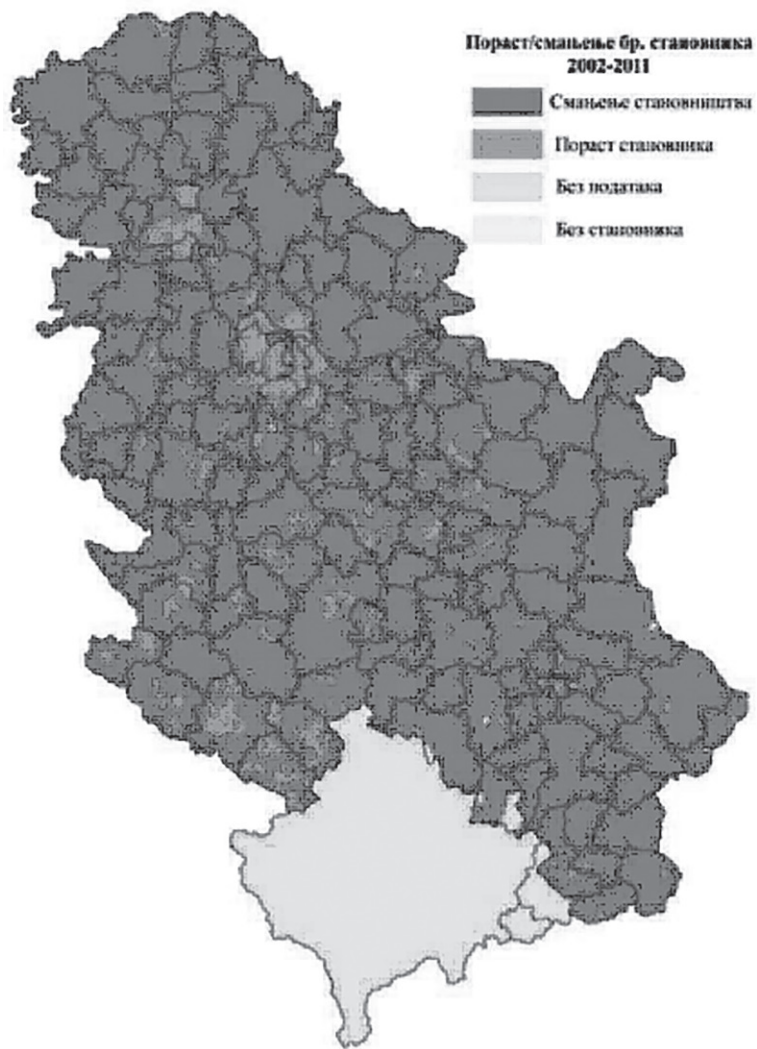 Пораст/смањење бр. становника
2002-2011
Смањење становништва
Пораст становника
Без података
Без становника